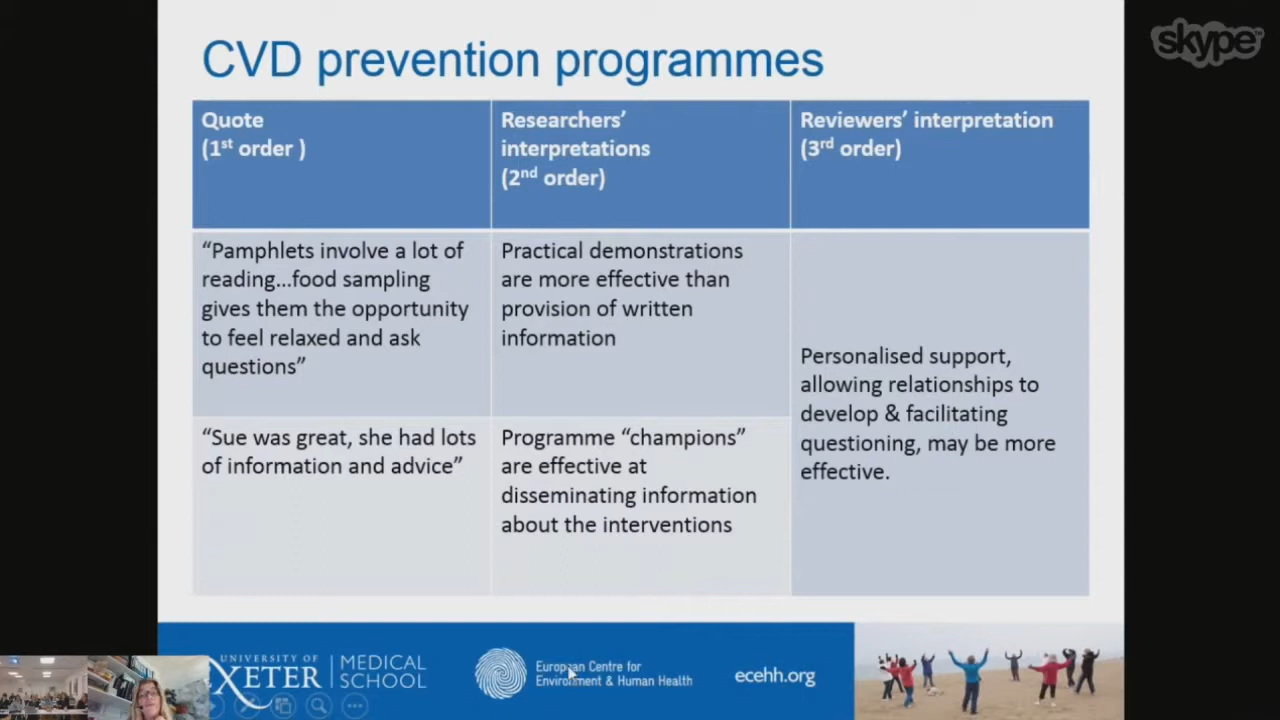 skype
CVD prevention programmes
Quote
(1st order )
Researchers’
interpretations
(2nd order)
Reviewers’ interpretation
(3rd order)
“Pamphlets involve a lot of
reading...food sampling
gives them the opportunity
to feel relaxed and ask
questions”
Practical demonstrations
are more effective than
provision of written
information
Personalised support,
allowing relationships to
develop & facilitating
questioning, may be more
effective.
“Sue was great, she had lots
of information and advice”
Programme “champions”
are effective at
disseminating information
about the interventions
UNIVERSITY OF
EXETER
MEDICAL
SCHOOL
European Centre for
Environment & Human Health
ecehh.org